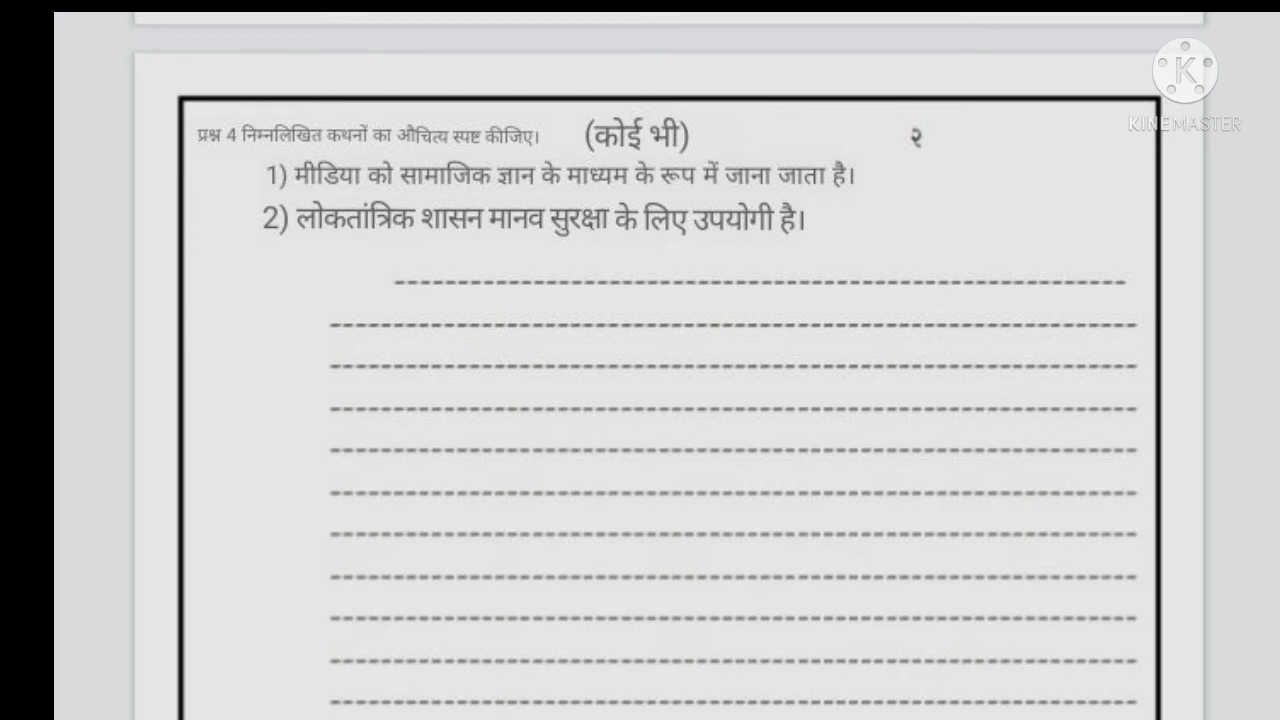 प्रश्न 4 निम्नलिखित कथनों का औचित्य स्पष्ट कीजिए। (कोई भी) २
1) मीडिया को सामाजिक ज्ञान के माध्यम के रूप में जाना जाता है।
2) लोकतांत्रिक शासन मानव सुरक्षा के लिए उपयोगी है।
K
KINEMASTER